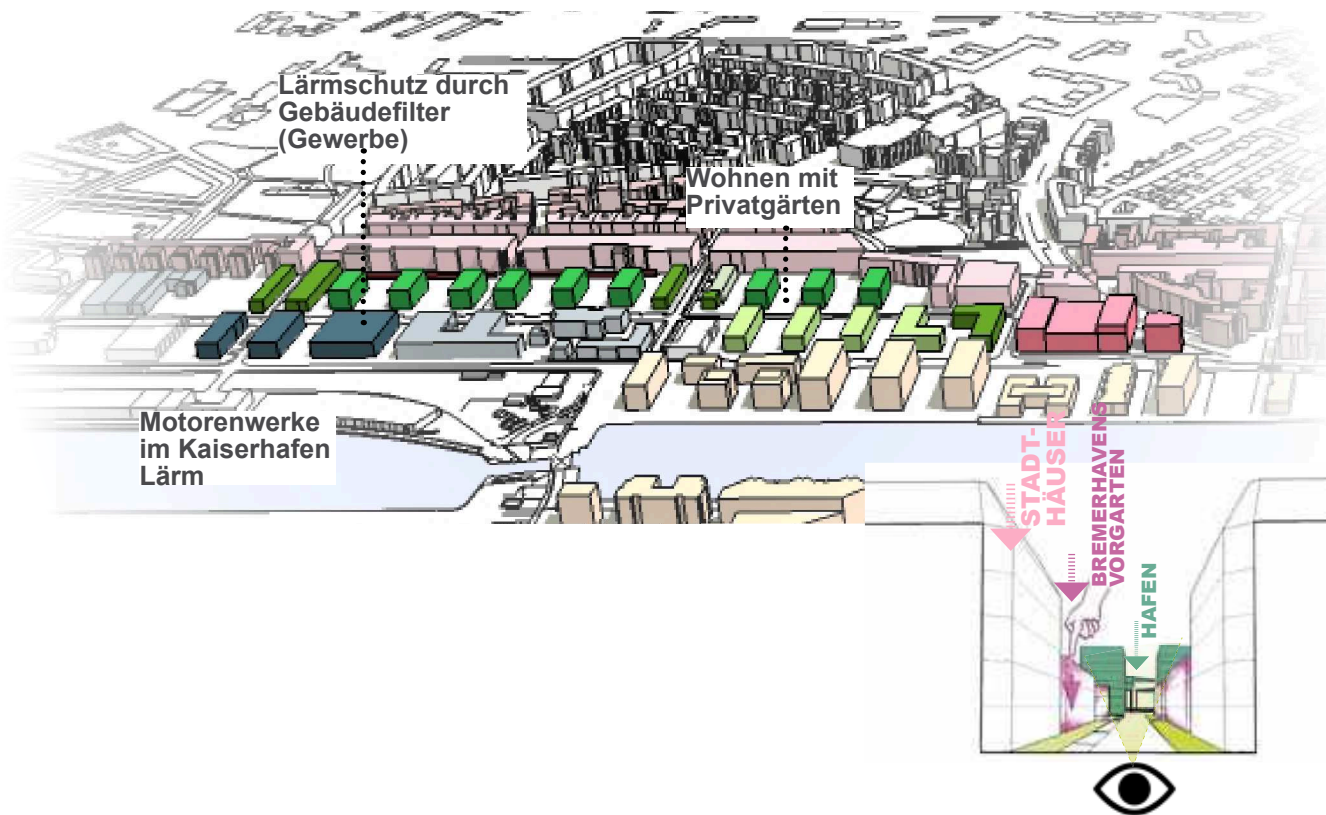 Lärmschutz durch
Gebäudefilter
(Gewerbe)
Wohnen mit
Privatgärten
Motorenwerke
im Kaiserhafen
Lärm
STADT-
HÄUSER
BREMERHAVENS
VORGARTEN
HAFEN